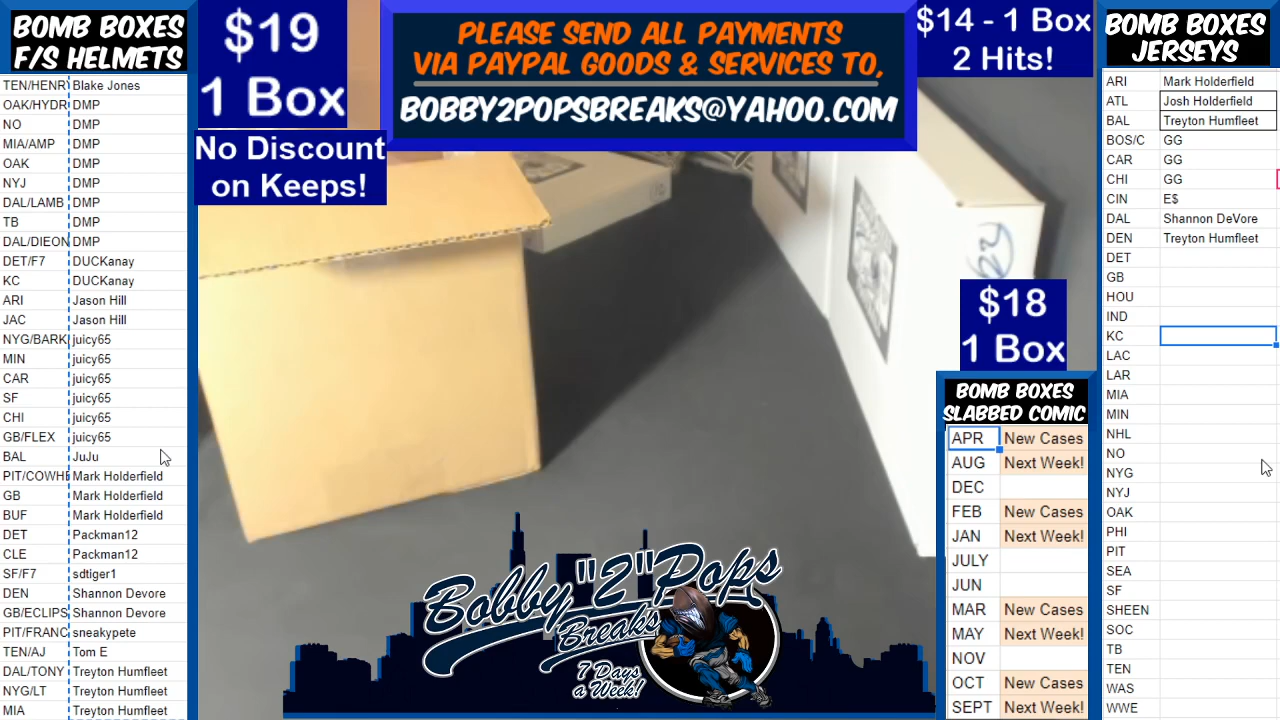 BOMB BOXES
F/S HELMETS
TEN/HENR Blake Jones
OAK/HYDR DMP
NO DMP
MIA/AMP DMP
OAK DMP
NYJ DMP
DAL/LAMB DMP
TB DMP
DAL/DIEON DMP
DET/F7 DUCKanay
KC DUCKanay
ARI Jason Hill
JAC Jason Hill
NYG/BARK juicy65
MIN juicy65
CAR juicy65
SF juicy65
CHI juicy65
GB/FLEX juicy65
BAL JuJu
PIT/COWH Mark Holderfield
GB Mark Holderfield
BUF Mark Holderfield
DET Packman12
CLE Packman12
SF/F7 sdtiger1
DEN Shannon Devore
GB/ECLIPS Shannon Devore
PIT/FRANC sneakypete
TEN/AJ Tom E
DAL/TONY Treyton Humfleet
NYG/LT Treyton Humfleet
MIA Treyton Humfleet
$19
1 Box
No Discount
on Keeps!
PLEASE SEND ALL PAYMENTS
VIA PAYPAL GOODS & SERVICES TO,
BOBBY2POPSBREAKS@YAHOO.COM
$14 - 1 Box
2 Hits!
22
$18
1 Box
Bobby "2" Pops
Breaks
7 Days
a Week!
BOMB BOXES
SLABBED COMIC
APR New Cases
AUG Next Week!
DEC
FEB New Cases
JAN Next Week!
JULY
JUN
MAR New Cases
MAY Next Week!
NOV
OCT New Cases
SEPT Next Week!
BOMB BOXES
JERSEYS
ARI Mark Holderfield
ATL Josh Holderfield
BAL Treyton Humfleet
BOS/C GG
CAR GG
CHI GG
CIN E$
DAL Shannon DeVore
DEN Treyton Humfleet
DET
GB
HOU
IND
KC
LAC
LAR
MIA
MIN
NHL
NO
NYG
NYJ
OAK
PHI
PIT
SEA
SF
SHEEN
SOC
TB
TEN
WAS
WWE